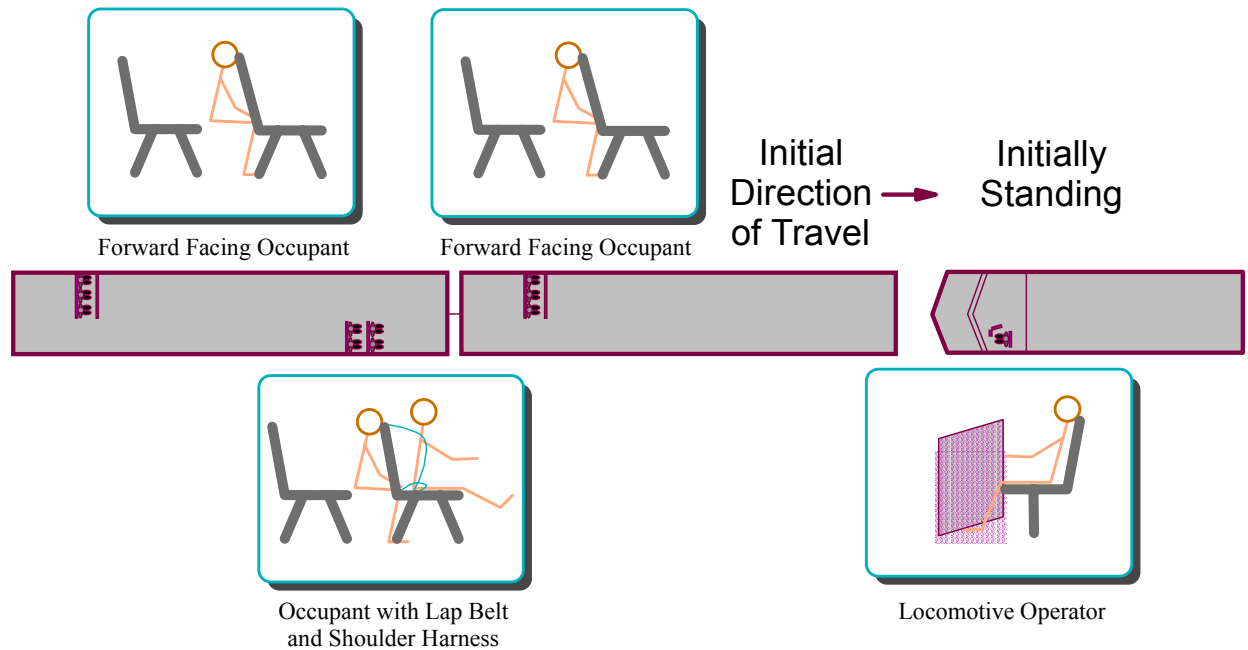 Initial
Direction
of Travel
Initially
Standing
Forward Facing Occupant
Forward Facing Occupant
Occupant with Lap Belt
and Shoulder Harness
Locomotive Operator